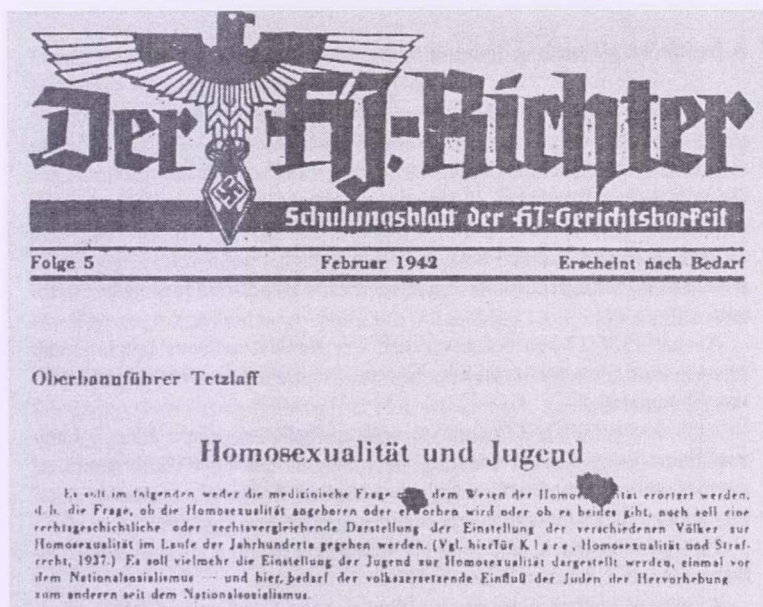 Der HJ-Richter
Schulungsblatt der HJ-Gerichtsbarkeit
Folge 5 Februar 1942 Erscheint nach Bedarf
Oberbannführer Tetzlaff
Homosexualität und Jugend
Es soll im folgenden weder die medizinische Frage dem Wesen der Homo tät erörtert werden,
d. h. die Frage, ob die Homosexualität angeboren oder erworben wird oder ob es beides gibt, noch soll eine
rechtsgeschichtliche oder rechtsvergleichende Darstellung der Einstellung der verschiedenen Völker zur
Homosexualität im Laufe der Jahrhunderte gegeben werden. (Vgl. hierfür Klare, Homosexualität und Straf-
recht, 1937.) Es soll vielmehr die Einstellung der Jugend zur Homosexualität dargestellt werden, einmal vor
dem Nationalsozialismus — und hier bedarf der volkszersetzende Einfluß der Juden der Hervorhebung
zum anderen seit dem Nationalsozialismus.